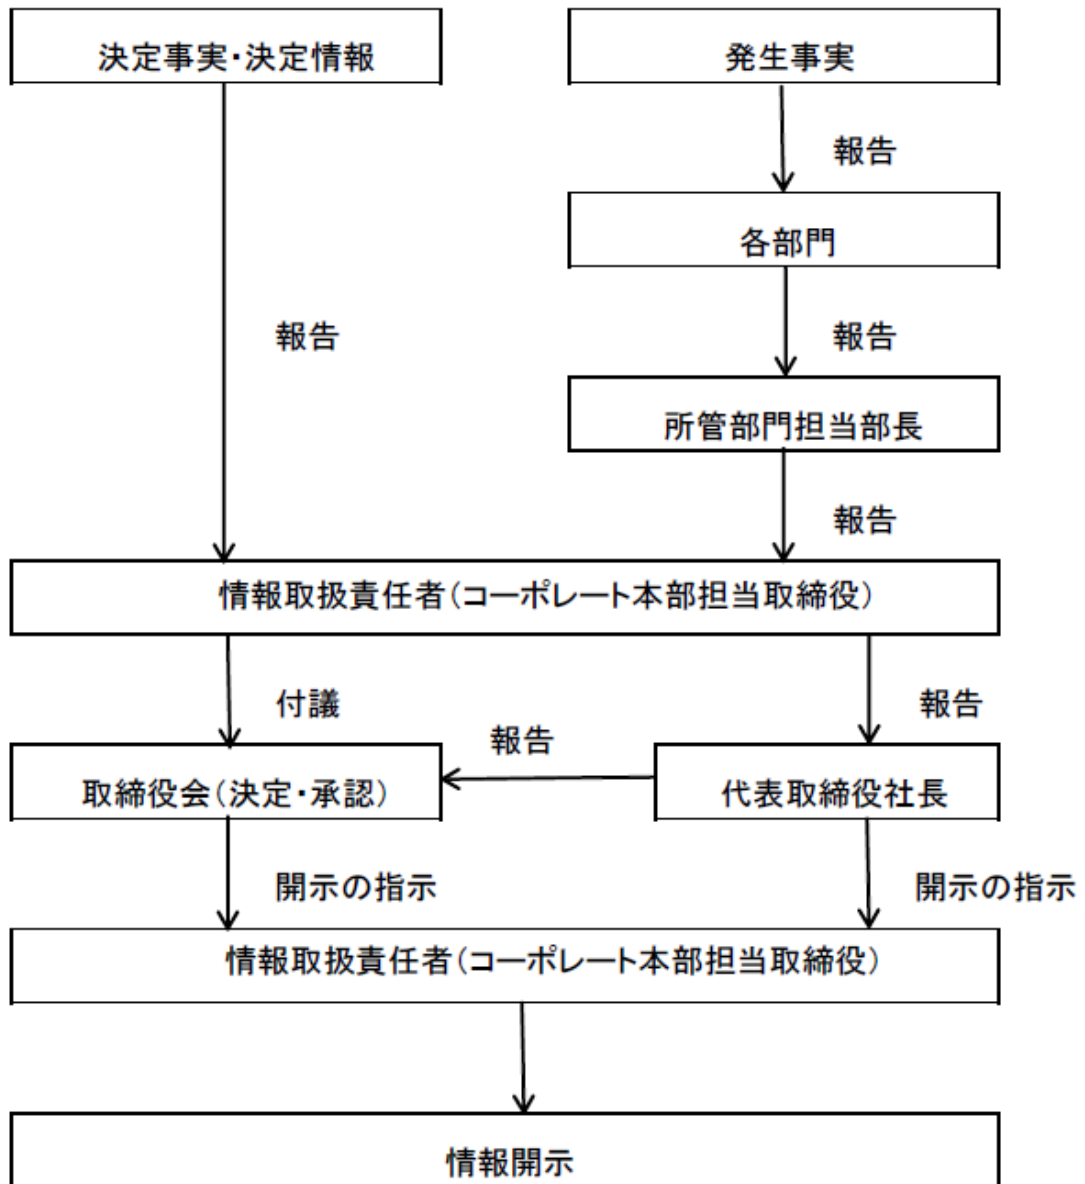 決定事実・決定情報
発生事実
報告
各部門
報告
報告
所管部門担当部長
報告
情報取扱責任者(コーポレート本部担当取締役)
付議
報告
報告
取締役会(決定・承認)
代表取締役社長
開示の指示
開示の指示
情報取扱責任者(コーポレート本部担当取締役)
情報開示